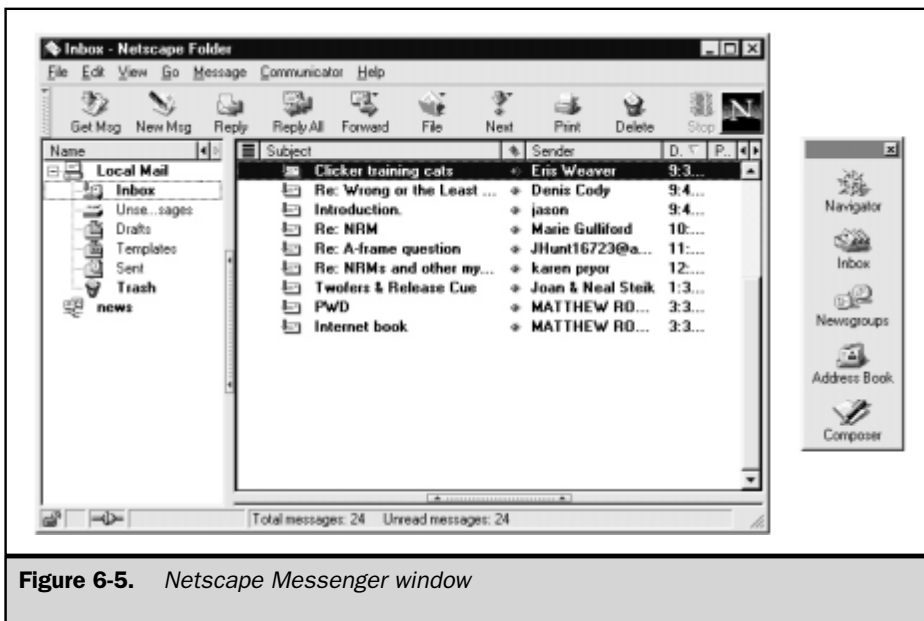 Inbox - Netscape Folder
File Edit View Go Message Communicator Help
Get Msg New Msg Reply Reply All Forward File Next Print Delete Stop N
Name Subject Sender D. P..
Local Mail
Inbox
Unse...sages
Drafts
Templates
Sent
Trash
news
Clicker training cats Eris Weaver 9:3...
Re: Wrong or the Least ... Denis Cody 9:4...
Introduction. jason 9:4...
Re: NRM Marie Gulliford 10:...
Re: A-frame question JHunt16723@a... 11:...
Re: NRMs and other my... karen pryor 12:...
Twofers & Release Cue Joan & Neal Steik 1:3...
PWD MATTHEW RO... 3:3...
Internet book MATTHEW RO... 3:3...
Total messages: 24 Unread messages: 24
Navigator
Inbox
Newsgroups
Address Book
Composer
Figure 6-5. Netscape Messenger window